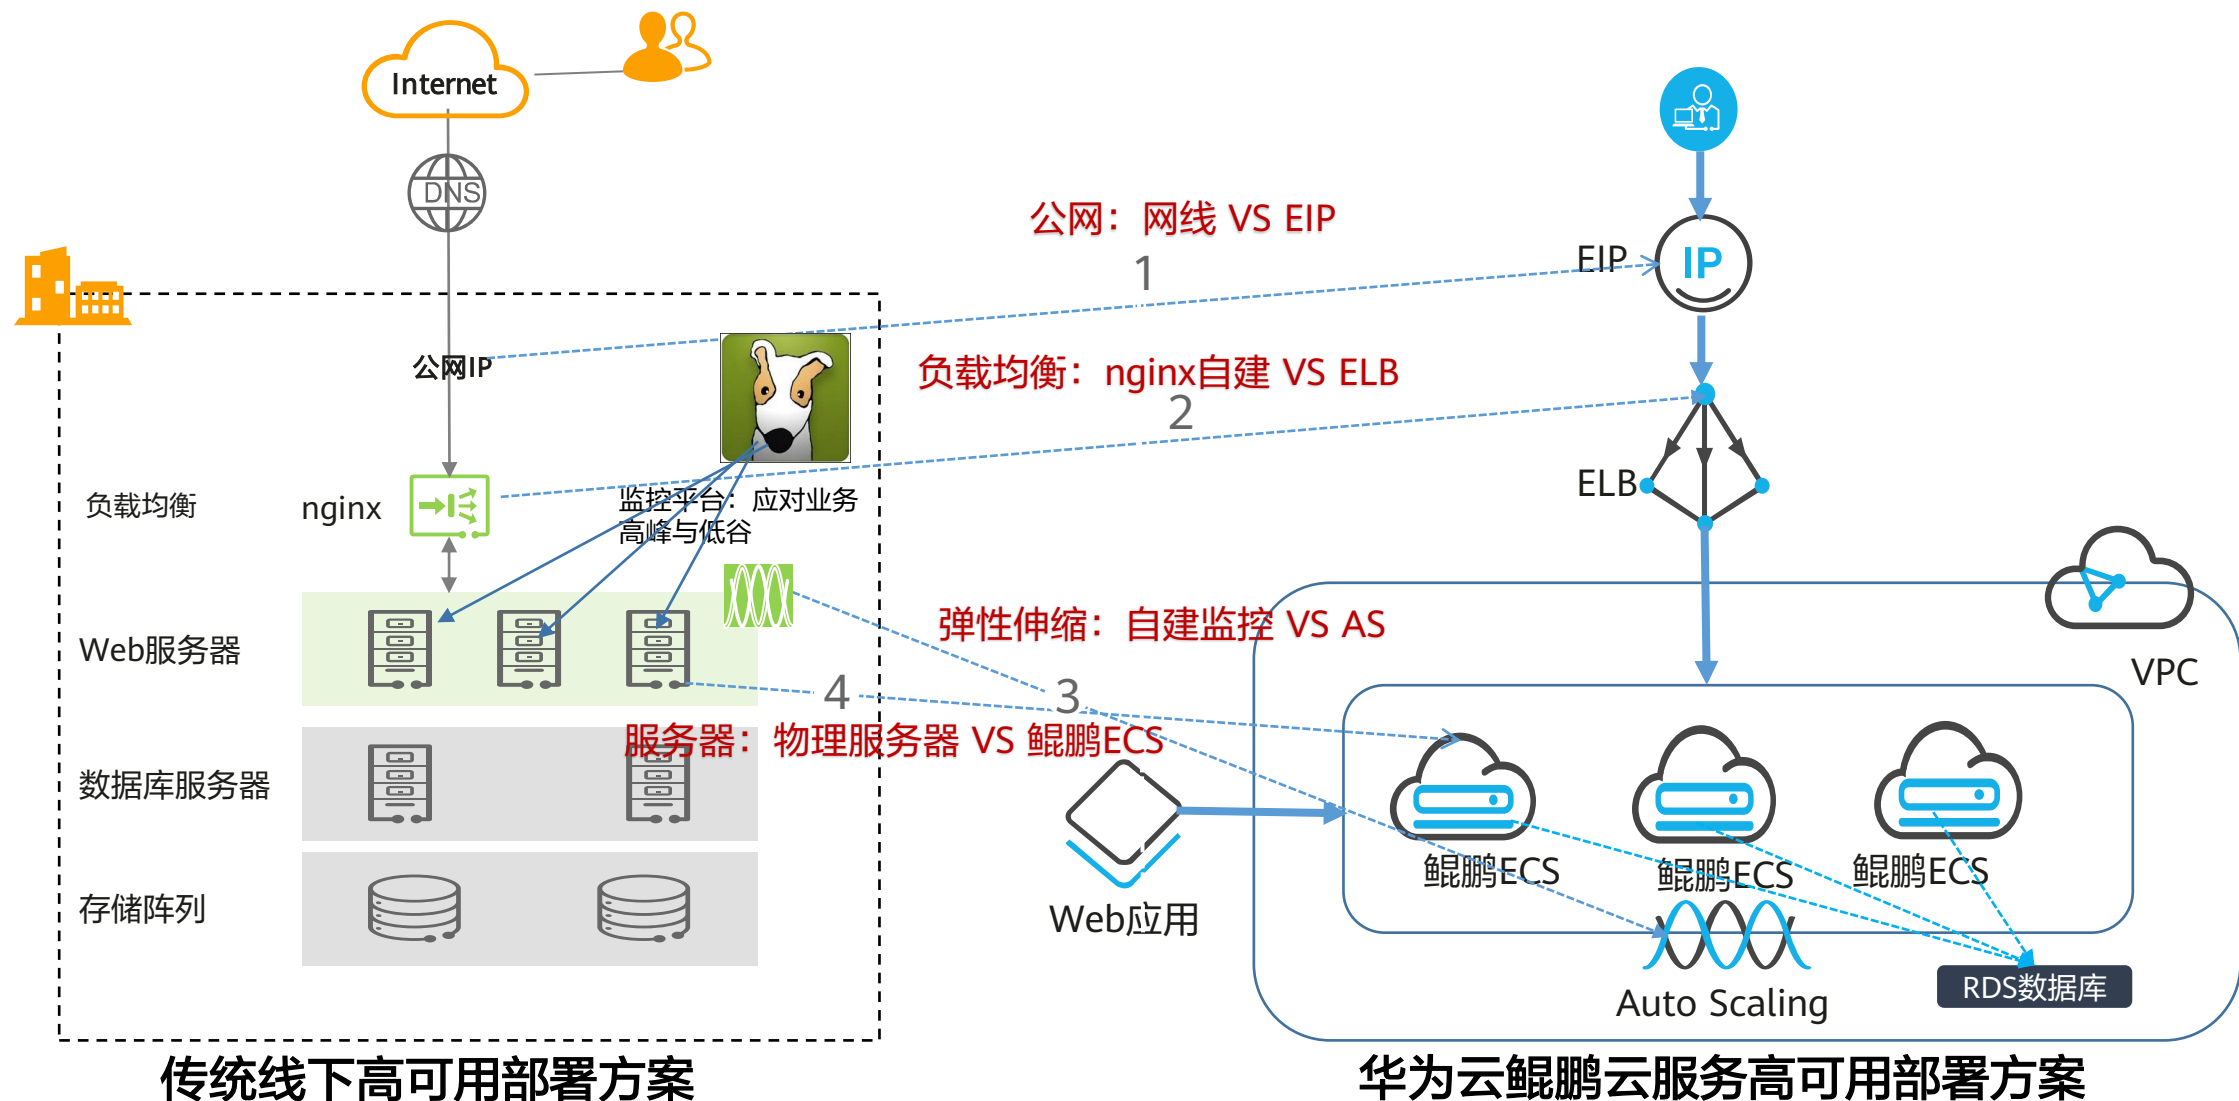 Internet
DNS
公网：网线 VS EIP
1
EIP
IP
公网IP
负载均衡：nginx自建 VS ELB
2
负载均衡
nginx
监控平台：应对业务
高峰与低谷
ELB
弹性伸缩：自建监控 VS AS
Web服务器
VPC
4
3
服务器：物理服务器 VS 鲲鹏ECS
数据库服务器
鲲鹏ECS
鲲鹏ECS
鲲鹏ECS
存储阵列
Web应用
RDS数据库
Auto Scaling
传统线下高可用部署方案
华为云鲲鹏云服务高可用部署方案